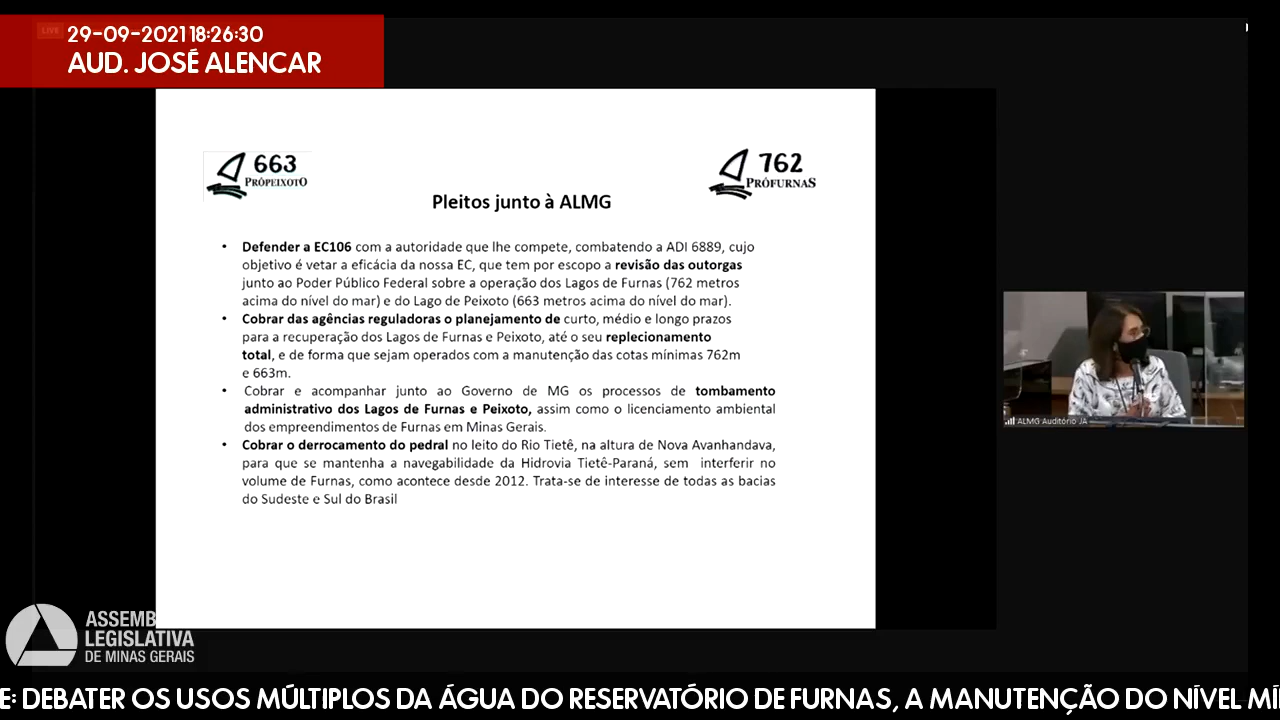 LIVE
29-09-2021 18:26:30
AUD. JOSÉ ALENCAR
663
PRÓPEIXOTO
762
PRÓFURNAS
Pleitos junto à ALMG
• Defender a EC106 com a autoridade que lhe compete, combatendo a ADI 6889, cujo
objetivo é vetar a eficácia da nossa EC, que tem por escopo a revisão das outorgas
junto ao Poder Público Federal sobre a operação dos Lagos de Furnas (762 metros
acima do nível do mar) e do Lago de Peixoto (663 metros acima do nível do mar).
• Cobrar das agências reguladoras o planejamento de curto, médio e longo prazos
para a recuperação dos Lagos de Furnas e Peixoto, até o seu replecionamento
total, e de forma que sejam operados com a manutenção das cotas mínimas 762m
e 663m.
• Cobrar e acompanhar junto ao Governo de MG os processos de tombamento
administrativo dos Lagos de Furnas e Peixoto, assim como o licenciamento ambiental
dos empreendimentos de Furnas em Minas Gerais.
• Cobrar o derrocamento do pedral no leito do Rio Tietê, na altura de Nova Avanhandava,
para que se mantenha a navegabilidade da Hidrovia Tietê-Paraná, sem interferir no
volume de Furnas, como acontece desde 2012. Trata-se de interesse de todas as bacias
do Sudeste e Sul do Brasil
ALMG Auditório JA
ASSEMB
LEGISLATIVA
DE MINAS GERAIS
E: DEBATER OS USOS MÚLTIPLOS DA ÁGUA DO RESERVATÓRIO DE FURNAS, A MANUTENÇÃO DO NÍVEL MÍ